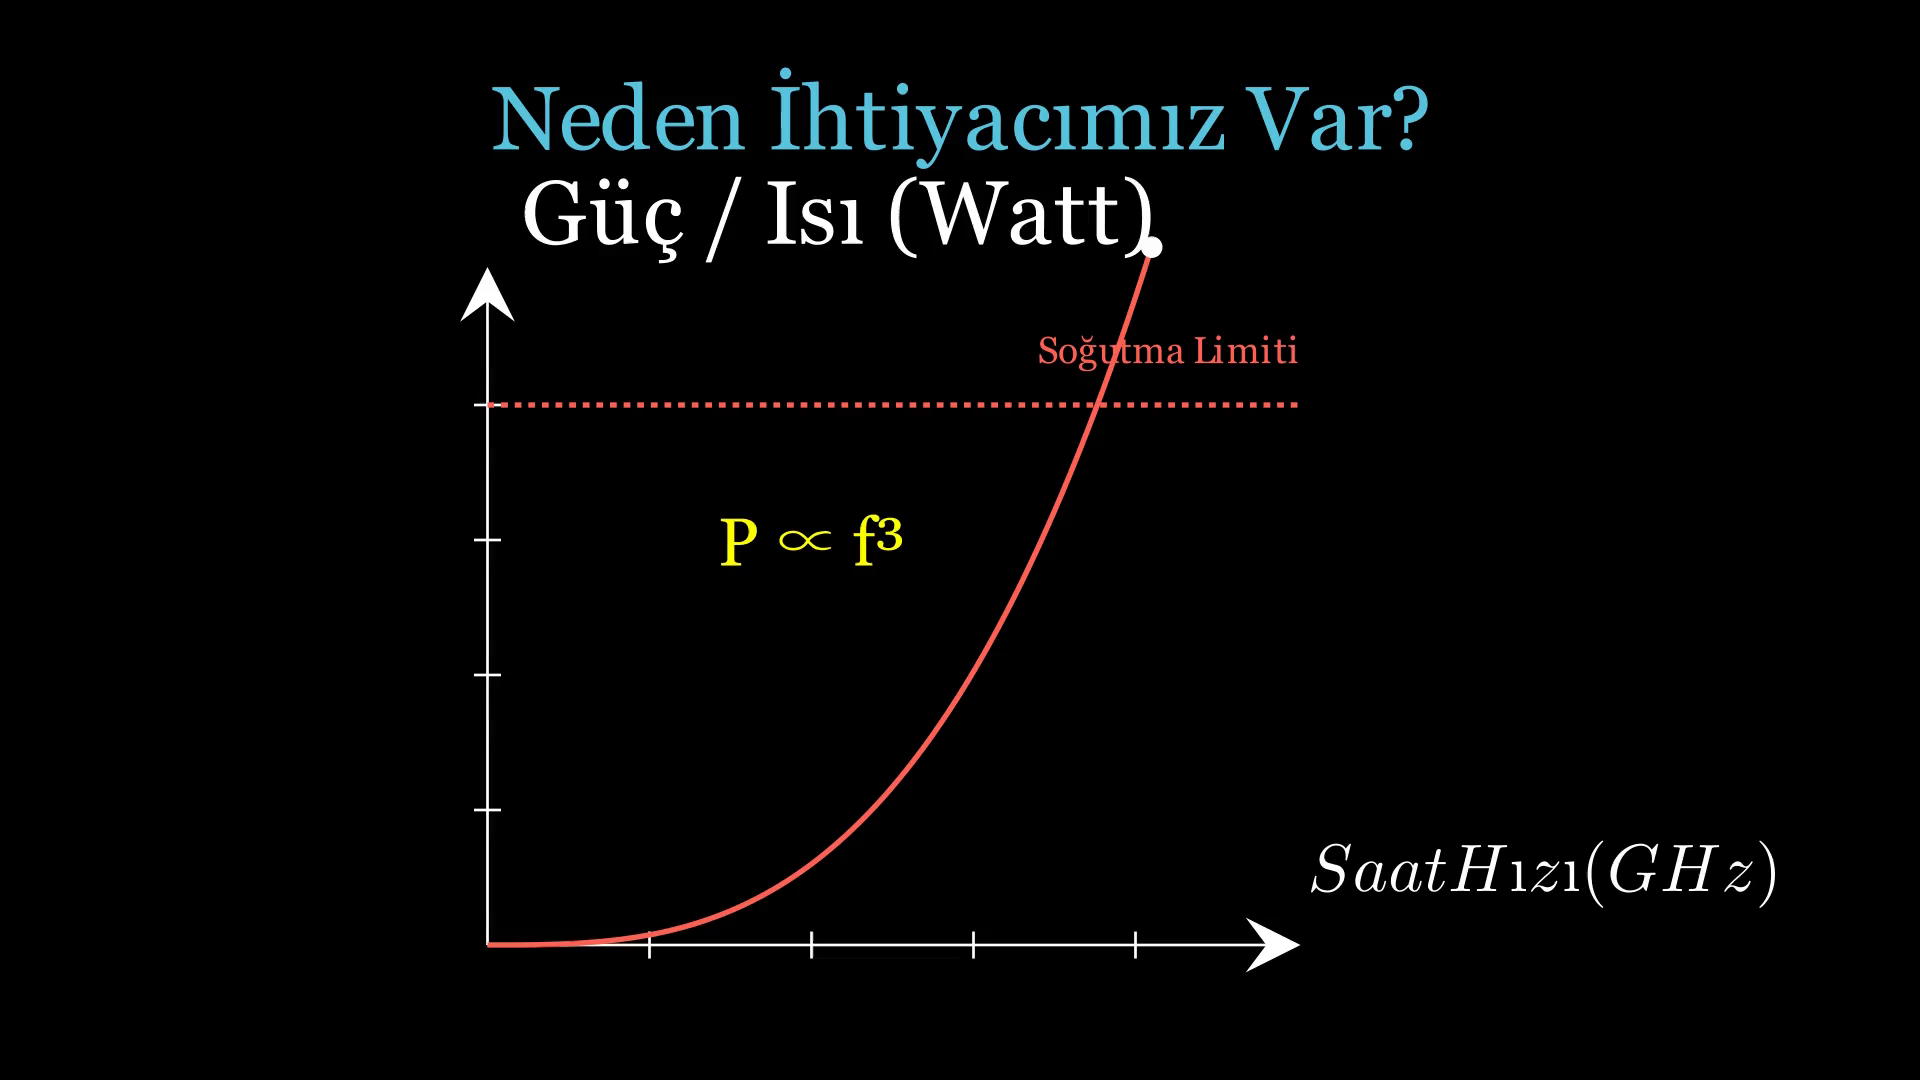 Neden İhtiyacımız Var?
Güç / Isı (Watt)
Soğutma Limiti
P ∝ f³
SaatHızı(GHz)